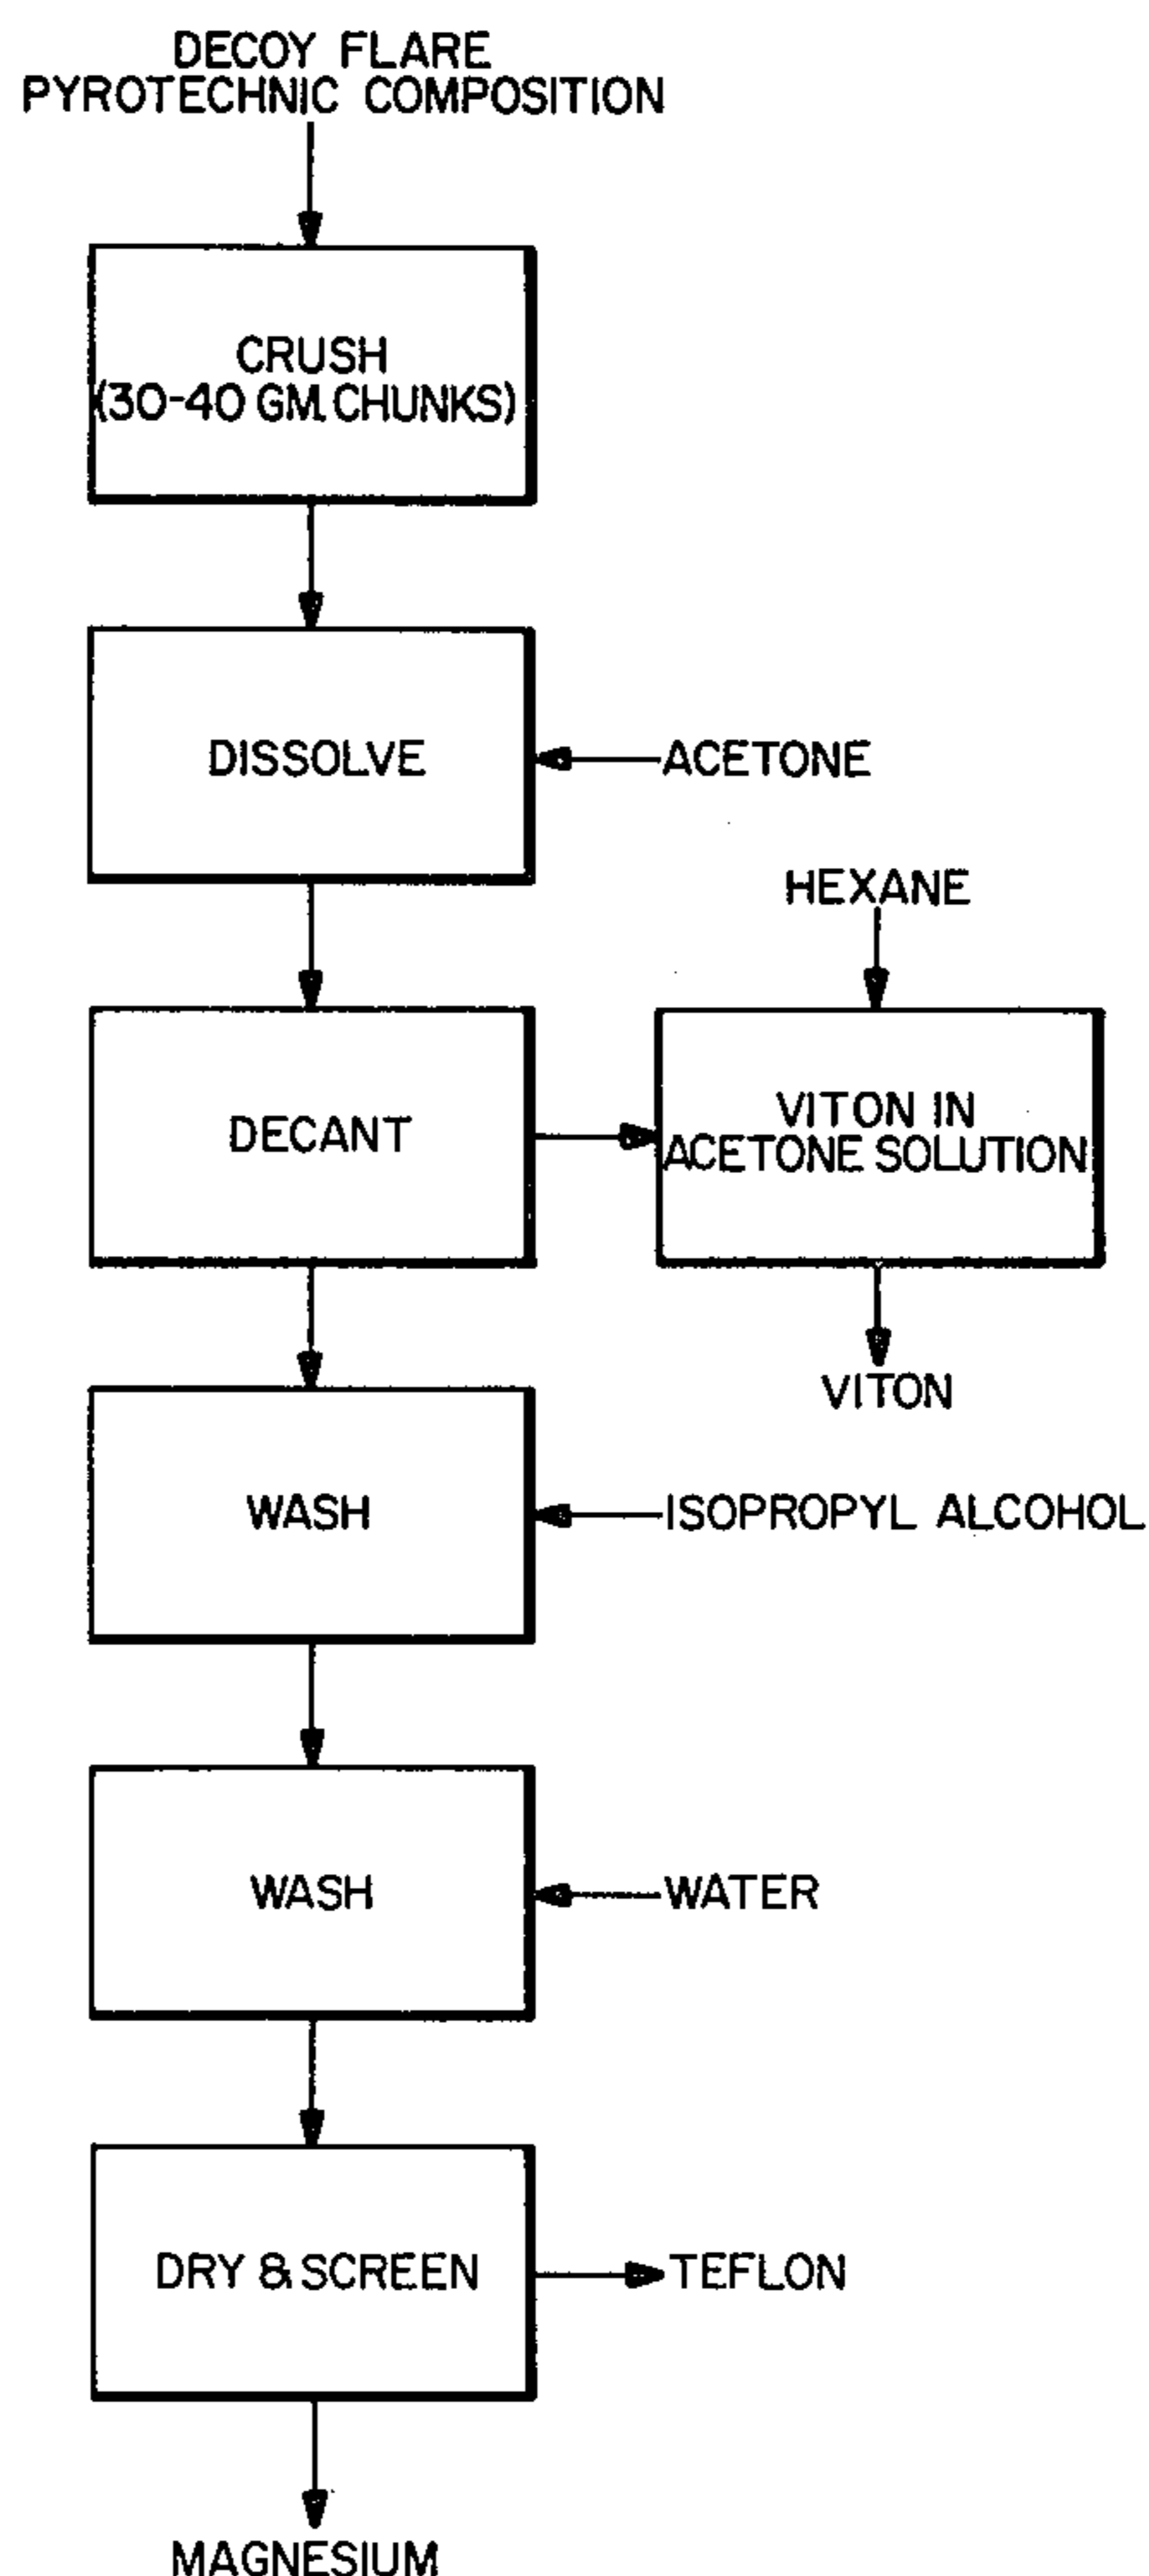 DECOY FLARE
PYROTECHNIC COMPOSITION
CRUSH
(30-40 GM. CHUNKS)
DISSOLVE
ACETONE
HEXANE
DECANT
VITON IN
ACETONE SOLUTION
VITON
WASH
ISOPROPYL ALCOHOL
WASH
WATER
DRY & SCREEN
TEFLON
MAGNESIUM